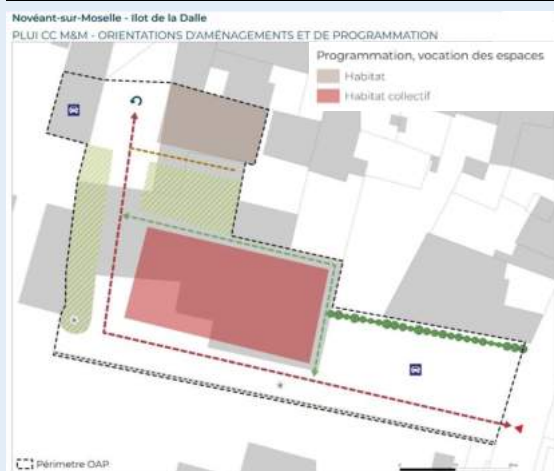 Novéant-sur-Moselle - Ilot de la Dalle
PLUI CC M&M - ORIENTATIONS D'AMÉNAGEMENTS ET DE PROGRAMMATION
Programmation, vocation des espaces
Habitat
Habitat collectif
Périmetre OAP